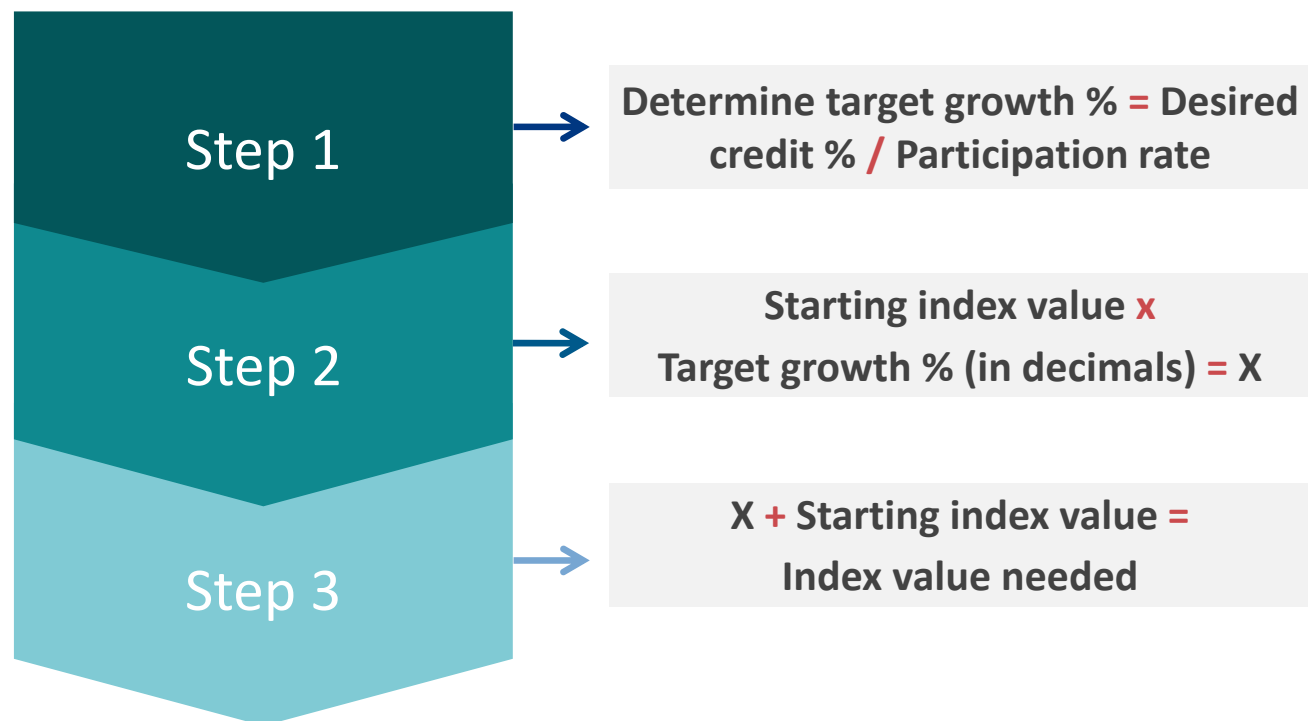 Step 1
Determine target growth % = Desired
credit % / Participation rate
Step 2
Starting index value x
Target growth % (in decimals) = X
Step 3
X + Starting index value =
Index value needed